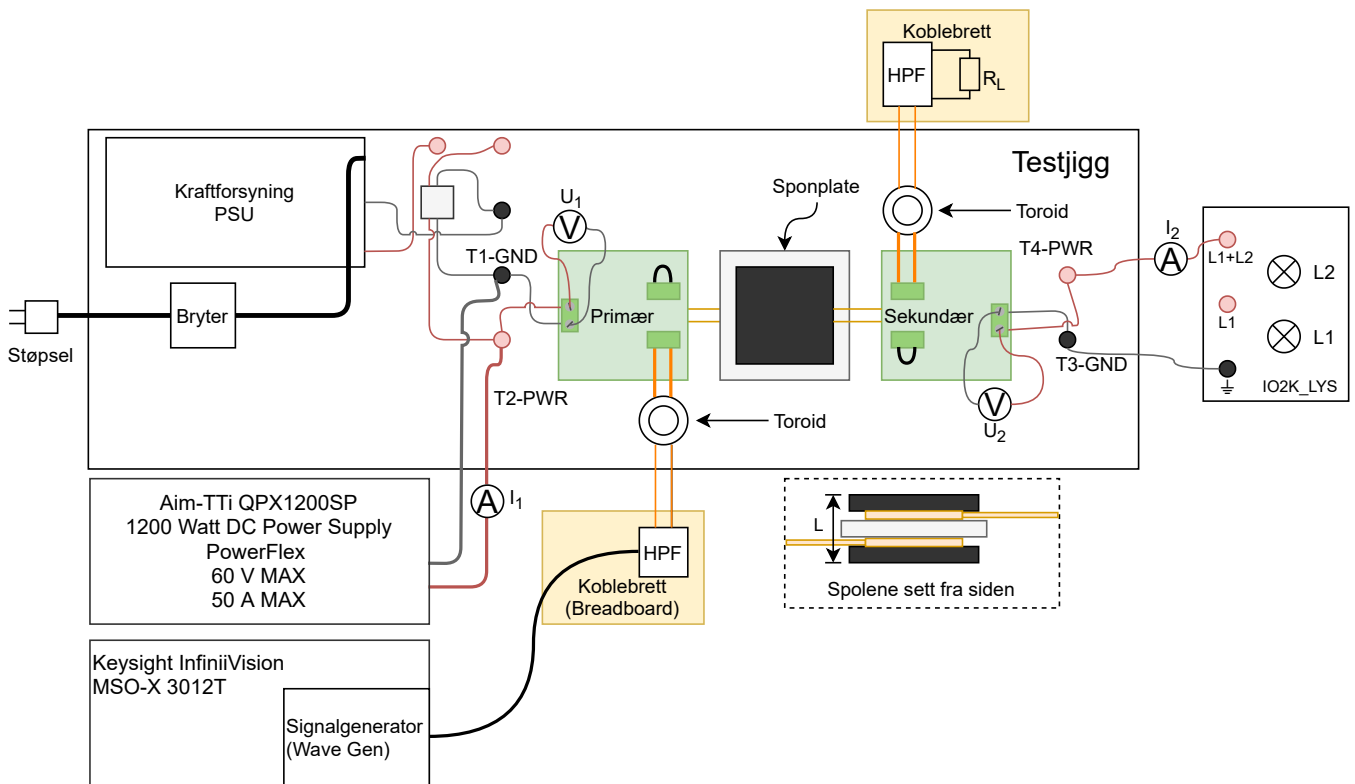 Koblebrett
HPF
RL
Testjigg
Kraftforsyning
PSU
Sponplate
U1
V
Toroid
T1-GND
T4-PWR
I2
A
L1+L2
L2
L1
L1
IO2K_LYS
Støpsel
Bryter
Primær
Sekundær
T3-GND
T2-PWR
V
U2
Toroid
Aim-TTi QPX1200SP
1200 Watt DC Power Supply
PowerFlex
60 V MAX
50 A MAX
A
I1
HPF
Koblebrett
(Breadboard)
L
Spolene sett fra siden
Keysight InfiniiVision
MSO-X 3012T
Signalgenerator
(Wave Gen)